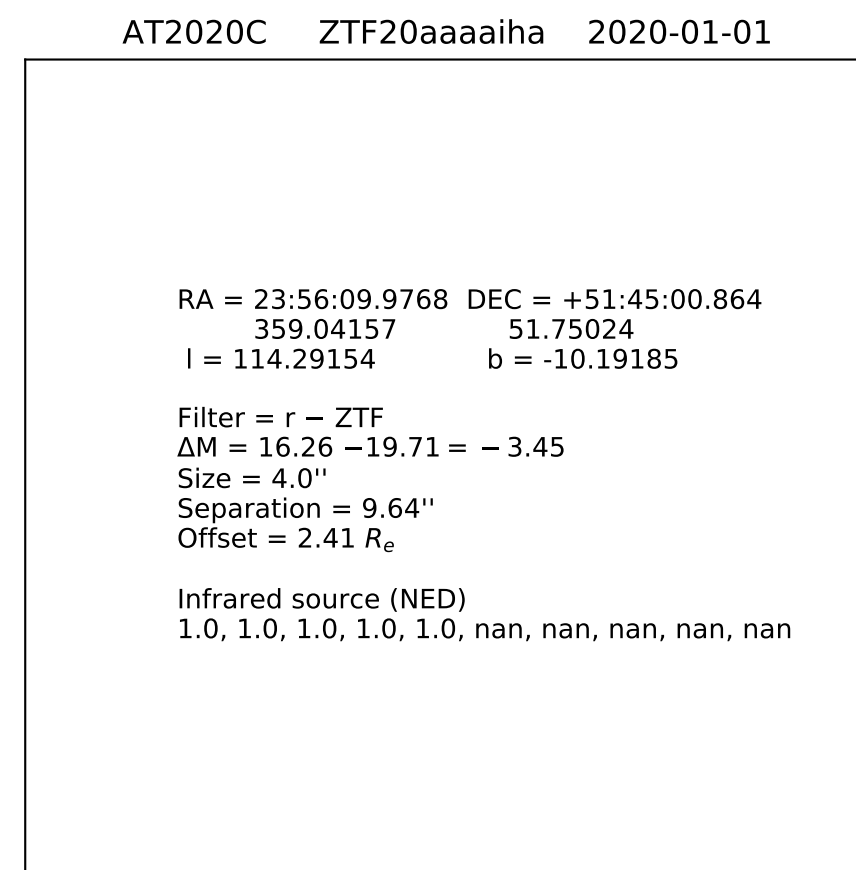 AT2020C ZTF20aaaaiha 2020-01-01
RA = 23:56:09.9768 DEC = +51:45:00.864
359.04157 51.75024
l = 114.29154 b = -10.19185
Filter = r − ZTF
ΔM = 16.26 −19.71 = −3.45
Size = 4.0''
Separation = 9.64''
Offset = 2.41 Rₑ
Infrared source (NED)
1.0, 1.0, 1.0, 1.0, 1.0, nan, nan, nan, nan, nan